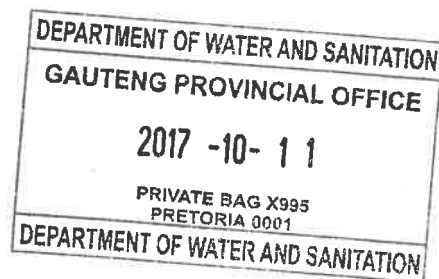 DEPARTMENT OF WATER AND SANITATION
GAUTENG PROVINCIAL OFFICE
2017 -10- 1 1
PRIVATE BAG X995
PRETORIA 0001
DEPARTMENT OF WATER AND SANITATION